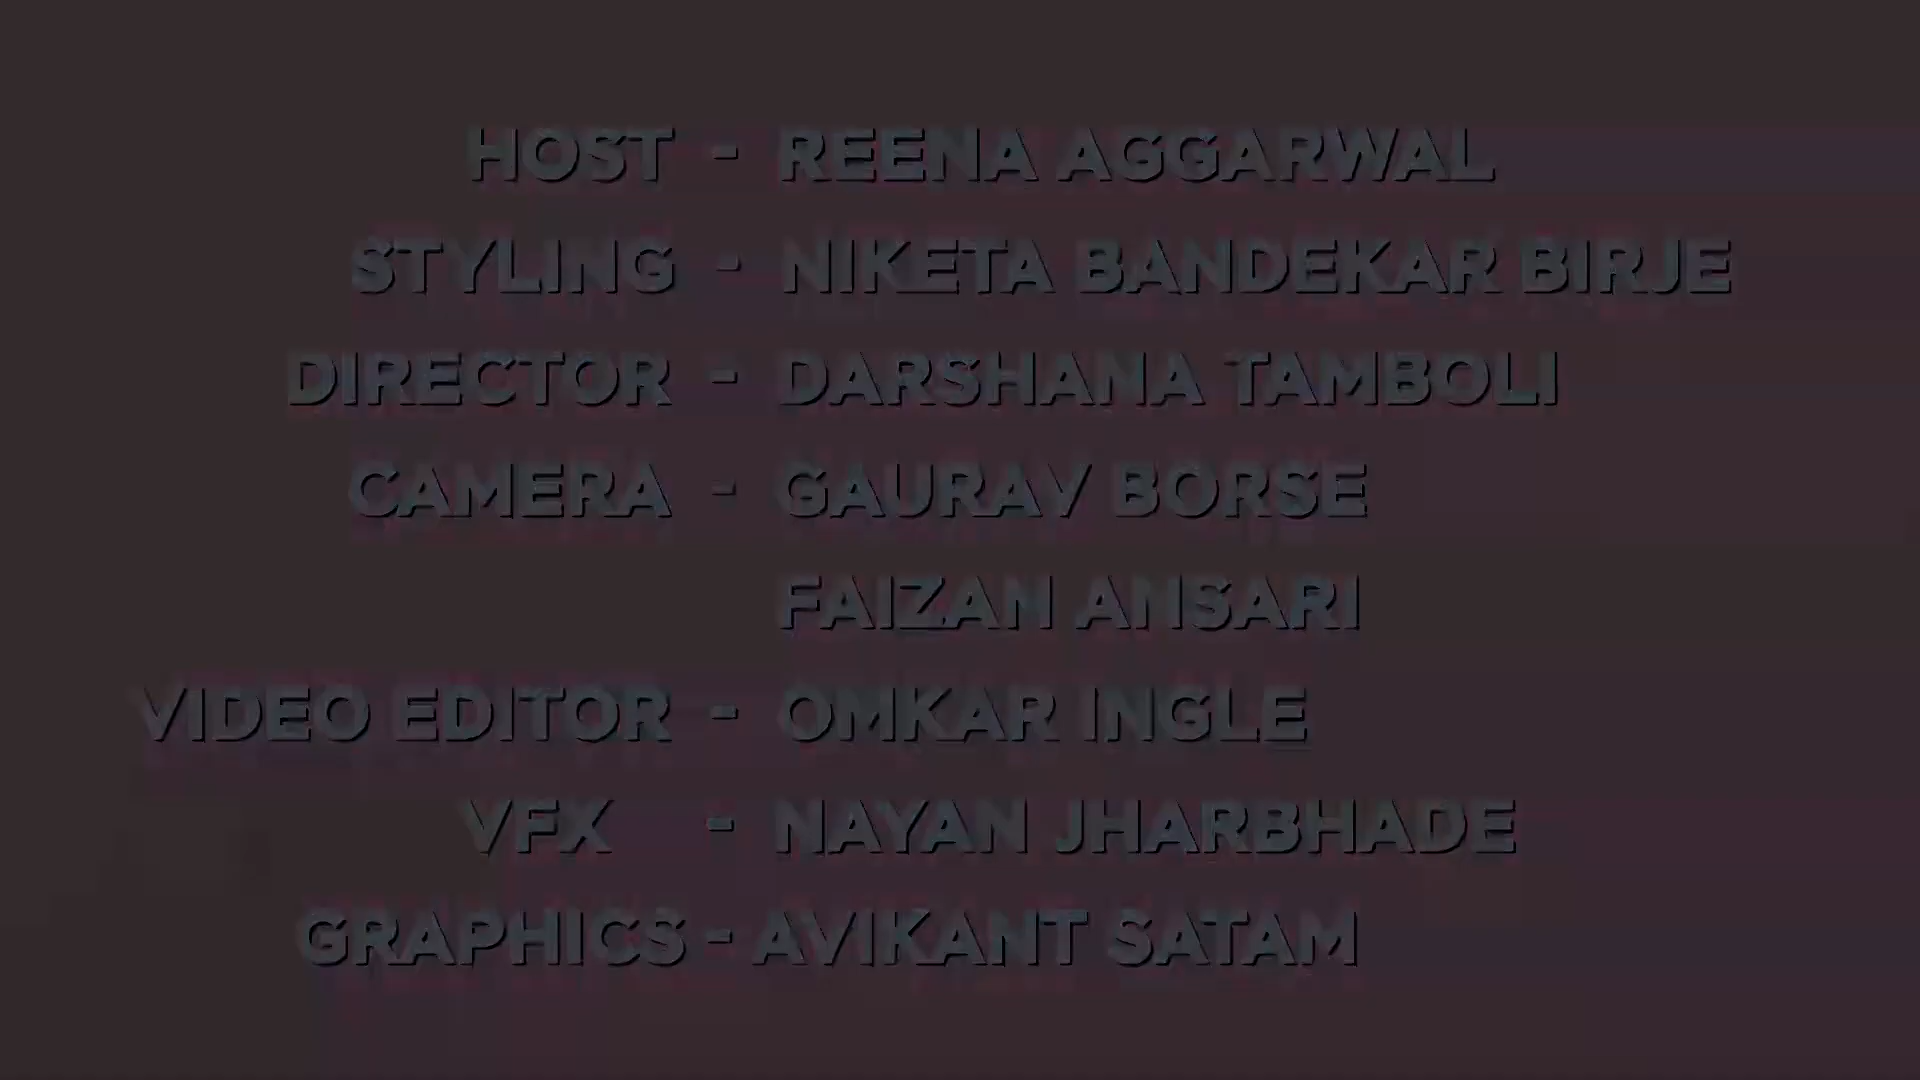 HOST - REENA AGGARWAL
STYLING - NIKETA BANDEKAR BIRJE
DIRECTOR - DARSHANA TAMBOLI
CAMERA - GAURAV BORSE
FAIZAN ANSARI
VIDEO EDITOR - OMKAR INGLE
VFX - NAYAN JHARBHADE
GRAPHICS - AVIKANT SATAM